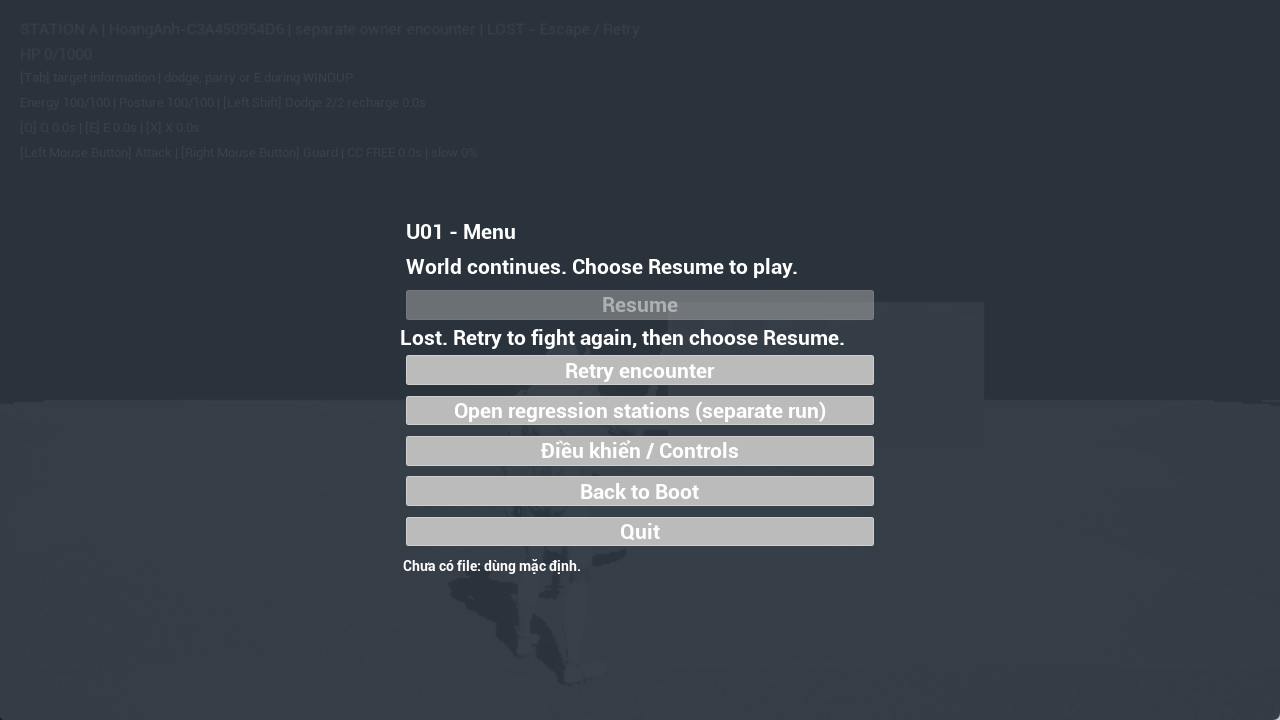 STATION A | HoangAnh-C3A450954D6 | separate owner encounter | LOST - Escape / Retry
HP 0/1000
[Tab] target information | dodge, parry or E during WINDUP
Energy 100/100 | Posture 100/100 | [Left Shift] Dodge 2/2 recharge 0.0s
[Q] Q 0.0s | [E] E 0.0s | [X] X 0.0s
[Left Mouse Button] Attack | [Right Mouse Button] Guard | CC FREE 0.0s | slow 0%
U01 - Menu
World continues. Choose Resume to play.
Resume
Lost. Retry to fight again, then choose Resume.
Retry encounter
Open regression stations (separate run)
Điều khiển / Controls
Back to Boot
Quit
Chưa có file: dùng mặc định.